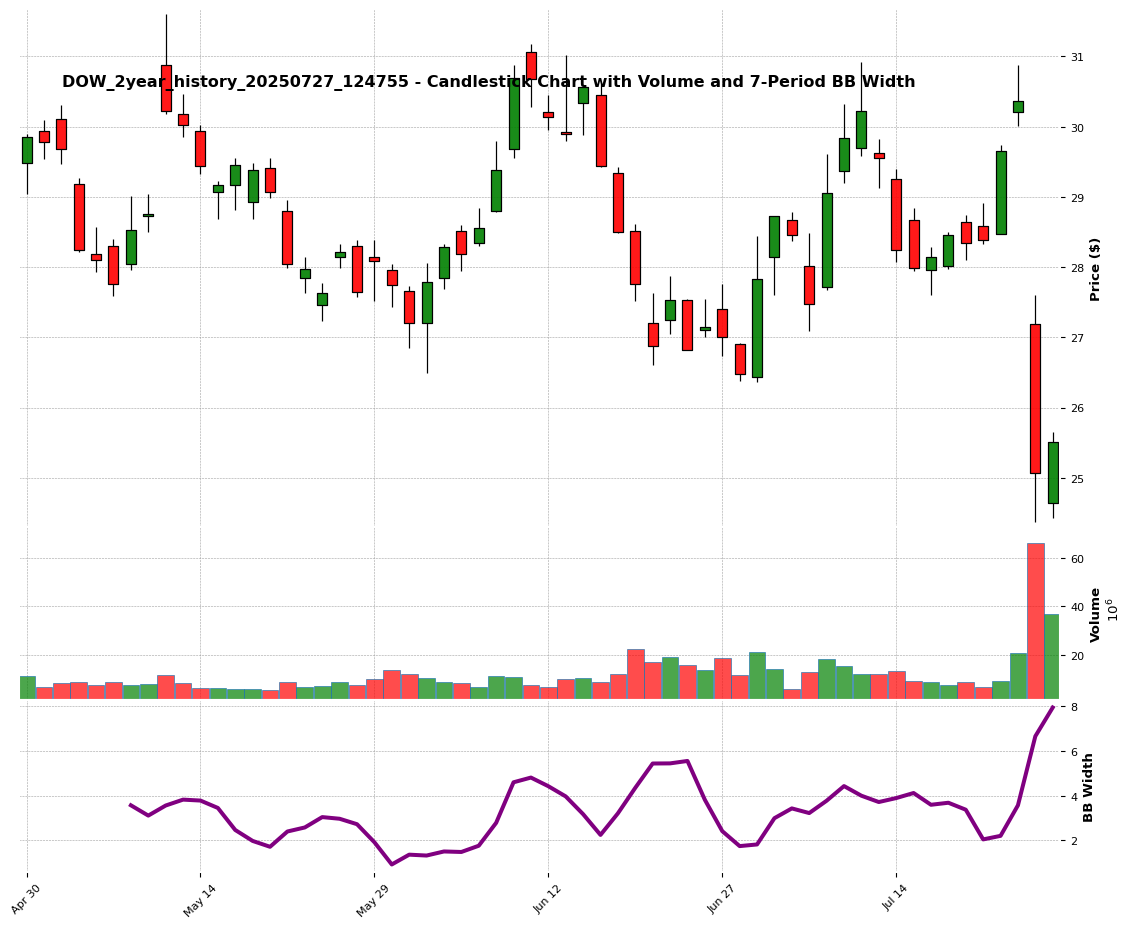 DOW_2year_history_20250727_124755 - Candlestick Chart with Volume and 7-Period BB Width
31
30
29
28
27
26
25
Price ($)
60
40
20
Volume
10^6
8
6
4
2
BB Width
Apr 30
May 14
May 29
Jun 12
Jun 27
Jul 14